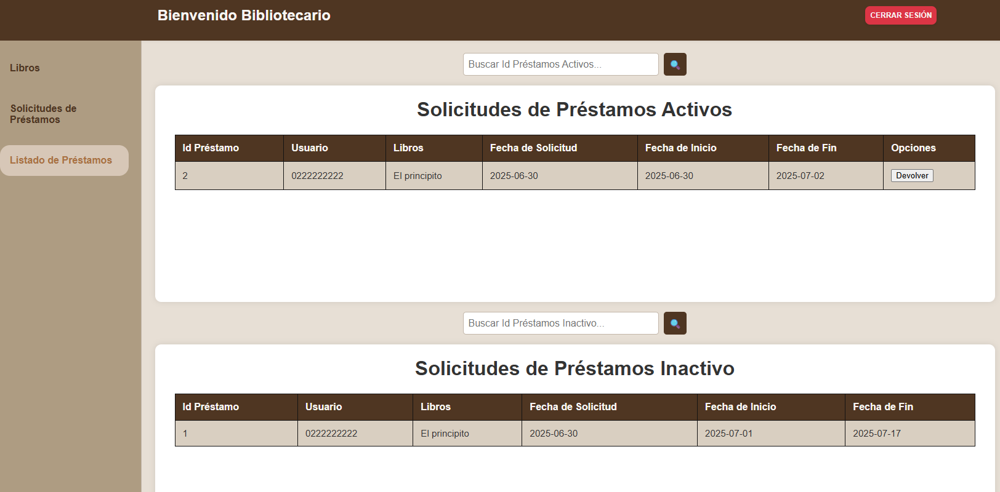 Bienvenido Bibliotecario
CERRAR SESIÓN
Libros
Solicitudes de
Préstamos
Listado de Préstamos
Buscar Id Préstamos Activos...
Solicitudes de Préstamos Activos
Id Préstamo Usuario Libros Fecha de Solicitud Fecha de Inicio Fecha de Fin Opciones
2 0222222222 El principito 2025-06-30 2025-06-30 2025-07-02 Devolver
Buscar Id Préstamos Inactivo...
Solicitudes de Préstamos Inactivo
Id Préstamo Usuario Libros Fecha de Solicitud Fecha de Inicio Fecha de Fin
1 0222222222 El principito 2025-06-30 2025-07-01 2025-07-17